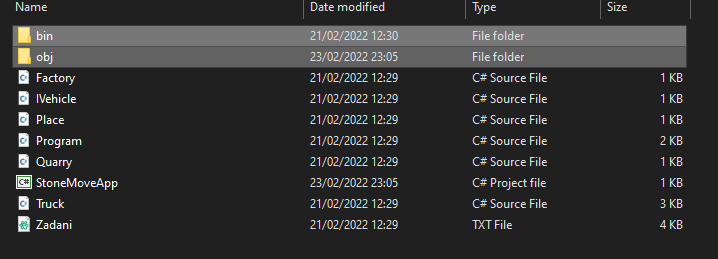 Name Date modified Type Size
bin 21/02/2022 12:30 File folder
obj 23/02/2022 23:05 File folder
Factory 21/02/2022 12:29 C# Source File 1 KB
IVehicle 21/02/2022 12:29 C# Source File 1 KB
Place 21/02/2022 12:29 C# Source File 1 KB
Program 21/02/2022 12:29 C# Source File 2 KB
Quarry 21/02/2022 12:29 C# Source File 1 KB
C# StoneMoveApp 23/02/2022 23:05 C# Project file 1 KB
Truck 21/02/2022 12:29 C# Source File 3 KB
Zadani 21/02/2022 12:29 TXT File 4 KB